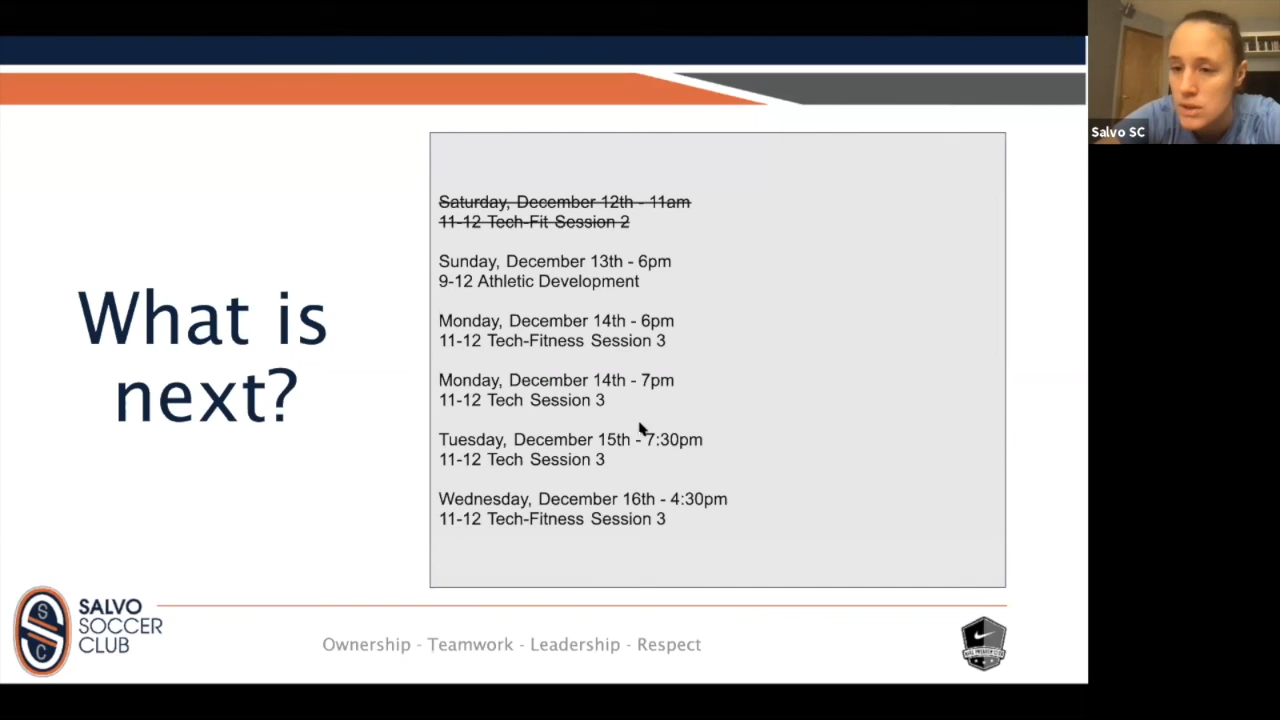 Salvo SC
What is
next?
Saturday, December 12th - 11am
11-12 Tech-Fit Session 2
Sunday, December 13th - 6pm
9-12 Athletic Development
Monday, December 14th - 6pm
11-12 Tech-Fitness Session 3
Monday, December 14th - 7pm
11-12 Tech Session 3
Tuesday, December 15th - 7:30pm
11-12 Tech Session 3
Wednesday, December 16th - 4:30pm
11-12 Tech-Fitness Session 3
S
C
SALVO
SOCCER
CLUB
Ownership - Teamwork - Leadership - Respect